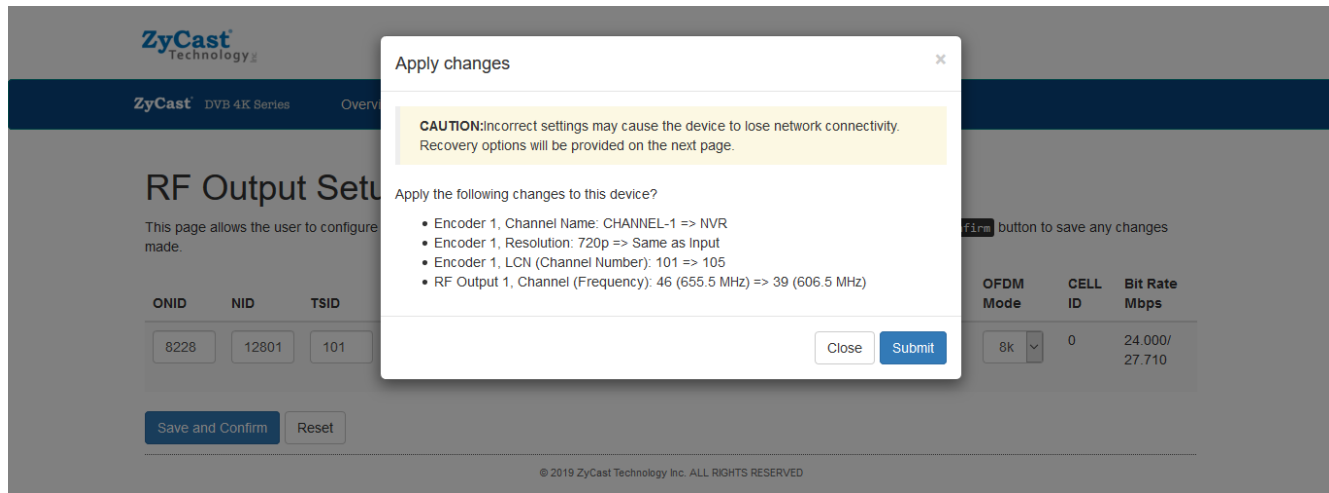 ZyCast
Technology
ZyCast DVB 4K Series Overvi
RF Output Setu
This page allows the user to configure
firm button to save any changes
made.
Apply changes
×
CAUTION:Incorrect settings may cause the device to lose network connectivity.
Recovery options will be provided on the next page.
Apply the following changes to this device?
• Encoder 1, Channel Name: CHANNEL-1 => NVR
• Encoder 1, Resolution: 720p => Same as Input
• Encoder 1, LCN (Channel Number): 101 => 105
• RF Output 1, Channel (Frequency): 46 (655.5 MHz) => 39 (606.5 MHz)
Close Submit
ONID NID TSID OFDM Mode CELL ID Bit Rate Mbps
8228 12801 101 8k 0 24.000/
27.710
Save and Confirm Reset
© 2019 ZyCast Technology Inc. ALL RIGHTS RESERVED